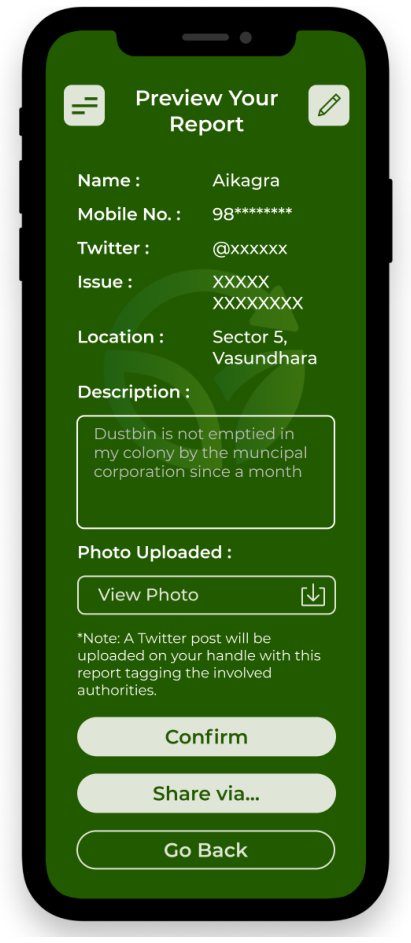 Preview Your
Report
Name : Aikagra
Mobile No. : 98********
Twitter : @xxxxxx
Issue : XXXXX
XXXXXXXX
Location : Sector 5,
Vasundhara
Description :
Dustbin is not emptied in
my colony by the muncipal
corporation since a month
Photo Uploaded :
View Photo
*Note: A Twitter post will be
uploaded on your handle with this
report tagging the involved
authorities.
Confirm
Share via...
Go Back